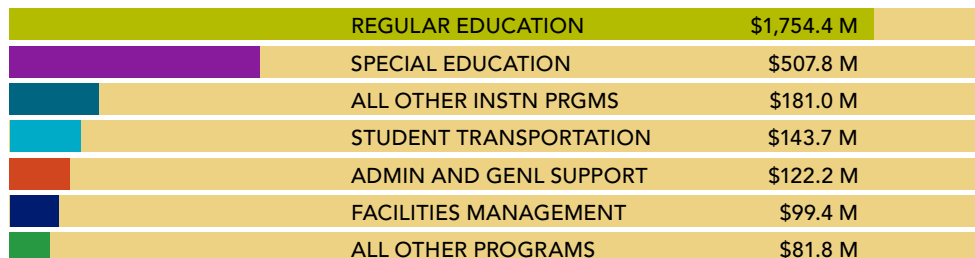 REGULAR EDUCATION $1,754.4 M
SPECIAL EDUCATION $507.8 M
ALL OTHER INSTN PRGMS $181.0 M
STUDENT TRANSPORTATION $143.7 M
ADMIN AND GENL SUPPORT $122.2 M
FACILITIES MANAGEMENT $99.4 M
ALL OTHER PROGRAMS $81.8 M